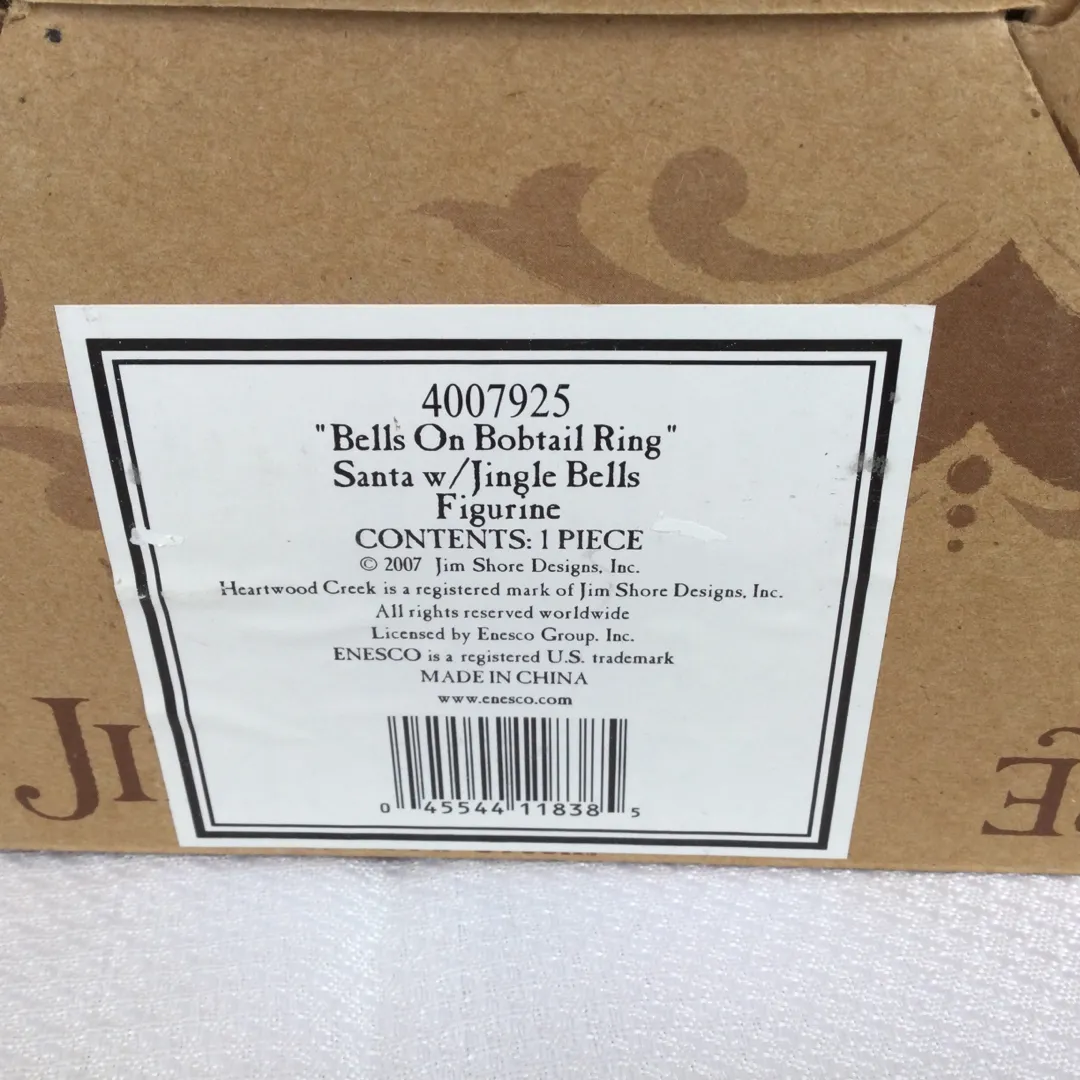 4007925
"Bells On Bobtail Ring"
Santa w/Jingle Bells
Figurine
CONTENTS: 1 PIECE
© 2007 Jim Shore Designs, Inc.
Heartwood Creek is a registered mark of Jim Shore Designs, Inc.
All rights reserved worldwide
Licensed by Enesco Group, Inc.
ENESCO is a registered U.S. trademark
MADE IN CHINA
www.enesco.com
0 45544 11838 5